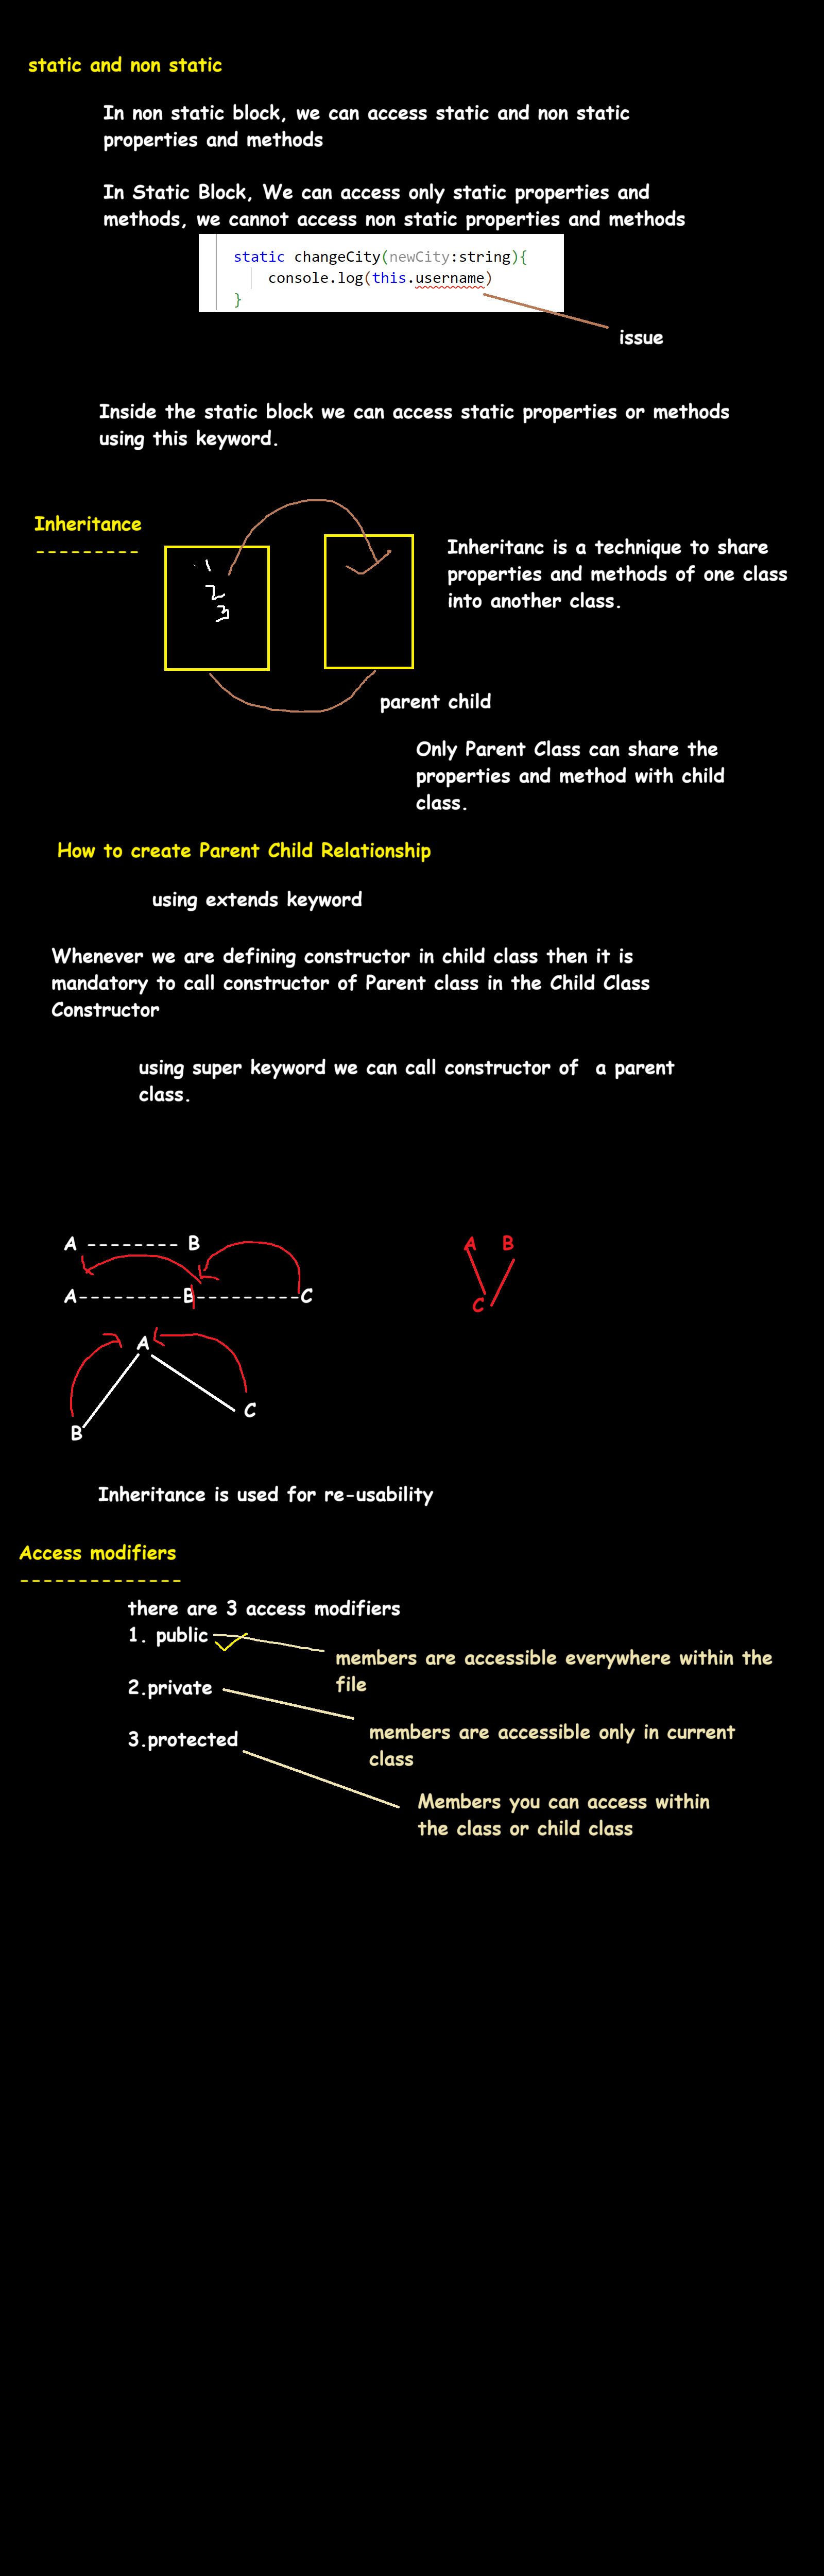 static and non static
In non static block, we can access static and non static
properties and methods
In Static Block, We can access only static properties and
methods, we cannot access non static properties and methods
static changeCity(newCity:string){
console.log(this.username)
}
issue
Inside the static block we can access static properties or methods
using this keyword.
Inheritance
---------
1
2
3
Inheritanc is a technique to share
properties and methods of one class
into another class.
parent child
Only Parent Class can share the
properties and method with child
class.
How to create Parent Child Relationship
using extends keyword
Whenever we are defining constructor in child class then it is
mandatory to call constructor of Parent class in the Child Class
Constructor
using super keyword we can call constructor of  a parent
class.
A -------- B
A B
A---------B---------C
C
A
C
B
Inheritance is used for re-usability
Access modifiers
--------------
there are 3 access modifiers
1. public
members are accessible everywhere within the
file
2.private
members are accessible only in current
class
3.protected
Members you can access within
the class or child class